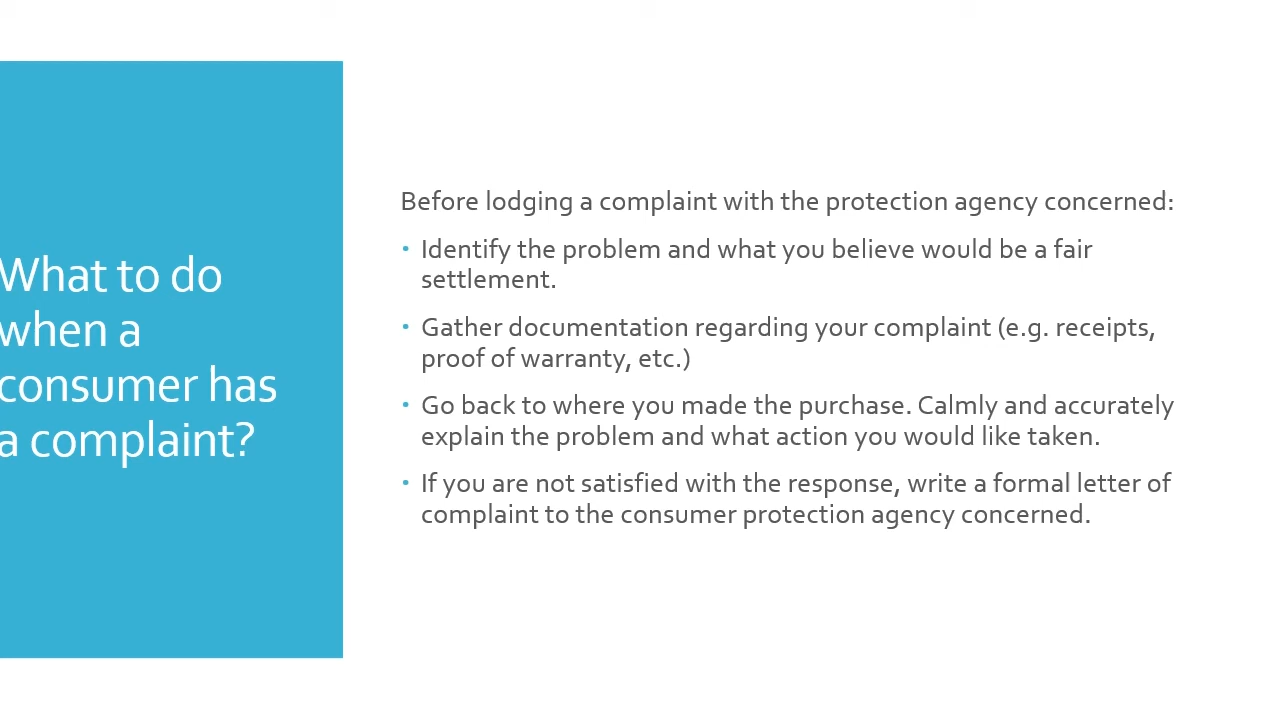 What to do
when a
consumer has
a complaint?
Before lodging a complaint with the protection agency concerned:
• Identify the problem and what you believe would be a fair
settlement.
• Gather documentation regarding your complaint (e.g. receipts,
proof of warranty, etc.)
• Go back to where you made the purchase. Calmly and accurately
explain the problem and what action you would like taken.
• If you are not satisfied with the response, write a formal letter of
complaint to the consumer protection agency concerned.